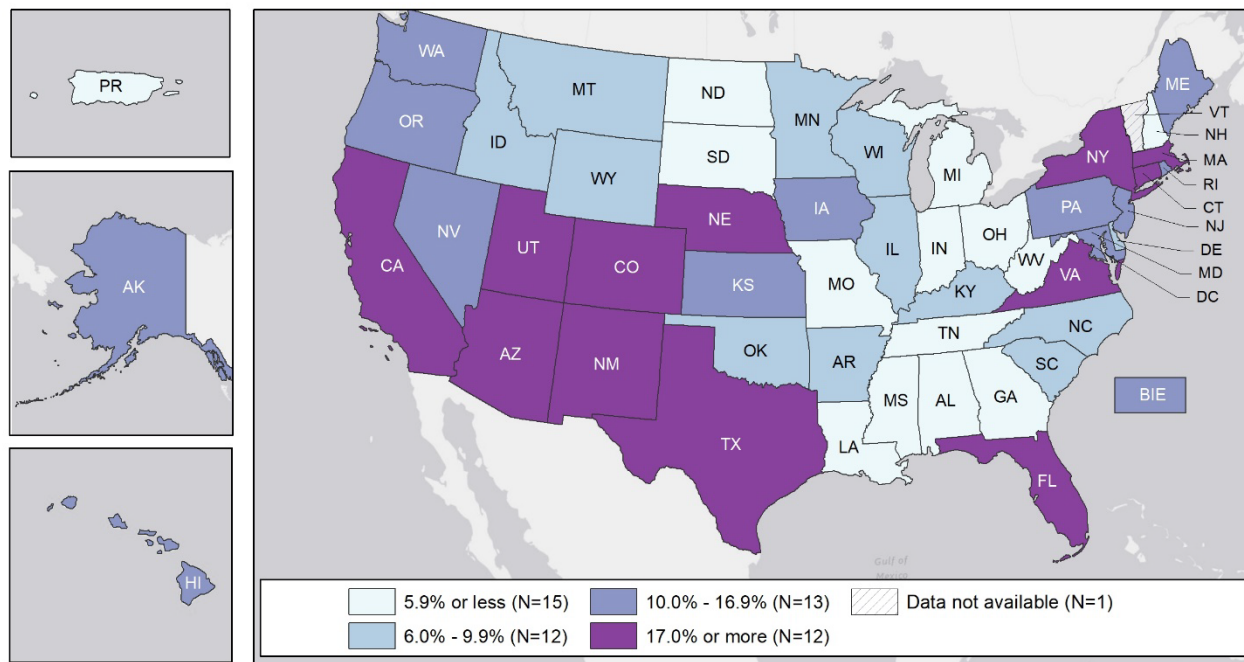 PR
AK
HI
WA
OR
CA
NV
ID
MT
WY
UT
CO
AZ
NM
ND
SD
NE
KS
OK
TX
MN
IA
MO
AR
LA
WI
IL
MI
IN
OH
KY
TN
MS
AL
GA
FL
SC
NC
VA
WV
PA
NY
ME
VT
NH
MA
RI
CT
NJ
DE
MD
DC
BIE
Gulf of
Mexico
5.9% or less (N=15)
10.0% - 16.9% (N=13)
Data not available (N=1)
6.0% - 9.9% (N=12)
17.0% or more (N=12)